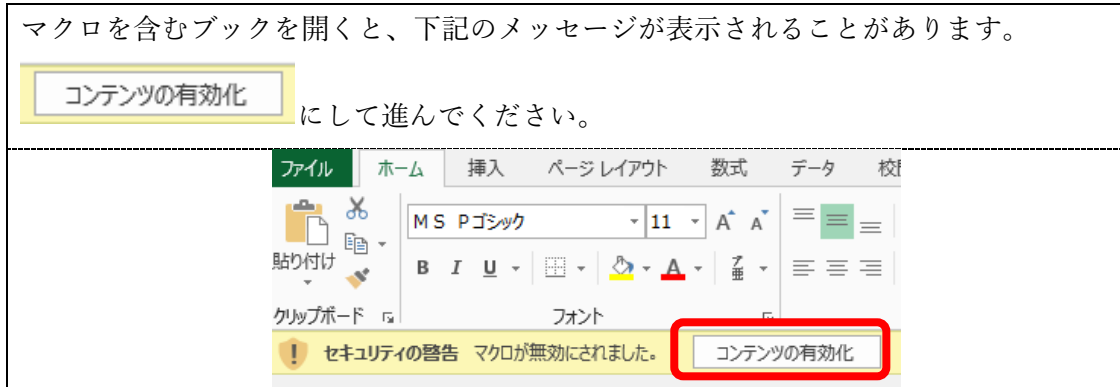 マクロを含むブックを開くと、下記のメッセージが表示されることがあります。
コンテンツの有効化 にして進んでください。
ファイル ホーム 挿入 ページ レイアウト 数式 データ
MS Pゴシック 11 A A
貼り付け B I U A ア亜
クリップボード フォント
セキュリティの警告 マクロが無効にされました。 コンテンツの有効化